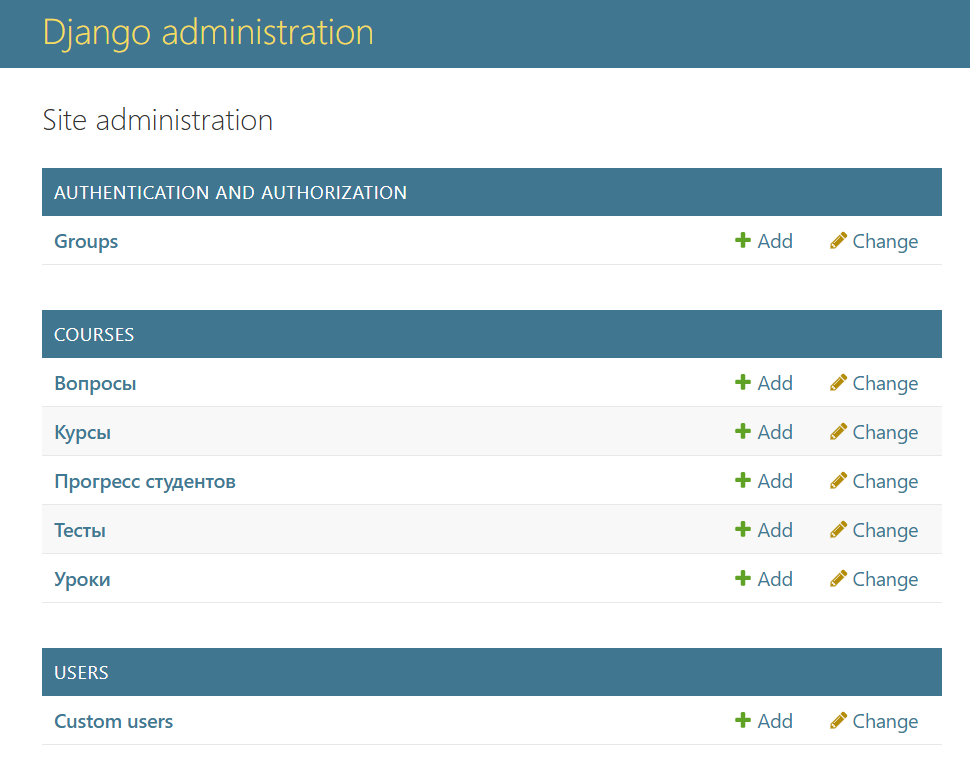 Django administration
Site administration
AUTHENTICATION AND AUTHORIZATION
Groups Add Change
COURSES
Вопросы Add Change
Курсы Add Change
Прогресс студентов Add Change
Тесты Add Change
Уроки Add Change
USERS
Custom users Add Change